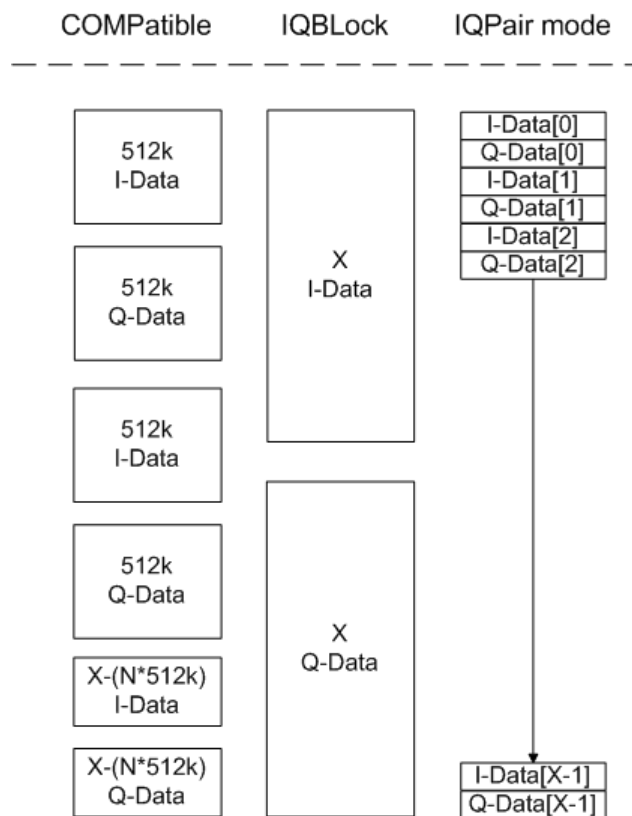 COMPatible IQBLock IQPair mode
512k
I-Data
512k
Q-Data
512k
I-Data
512k
Q-Data
X-(N*512k)
I-Data
X-(N*512k)
Q-Data
X
I-Data
X
Q-Data
I-Data[0]
Q-Data[0]
I-Data[1]
Q-Data[1]
I-Data[2]
Q-Data[2]
I-Data[X-1]
Q-Data[X-1]